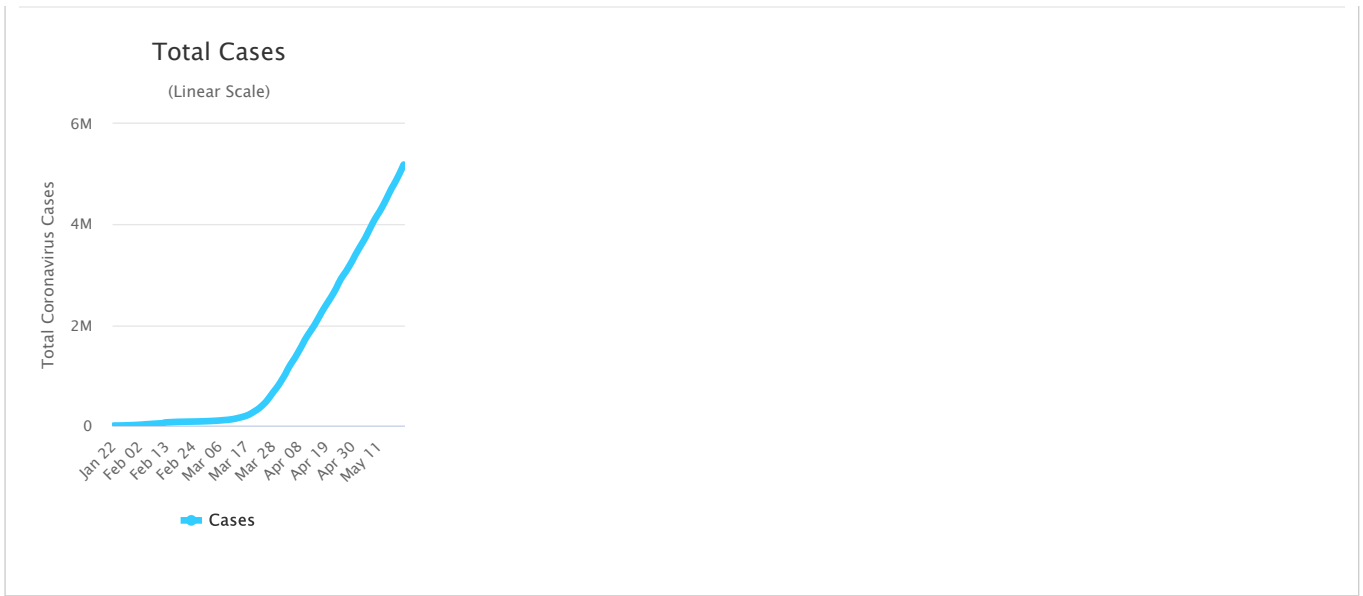 Total Cases
(Linear Scale)
Total Coronavirus Cases
6M
4M
2M
0
Jan 22
Feb 02
Feb 13
Feb 24
Mar 06
Mar 17
Mar 28
Apr 08
Apr 19
Apr 30
May 11
Cases